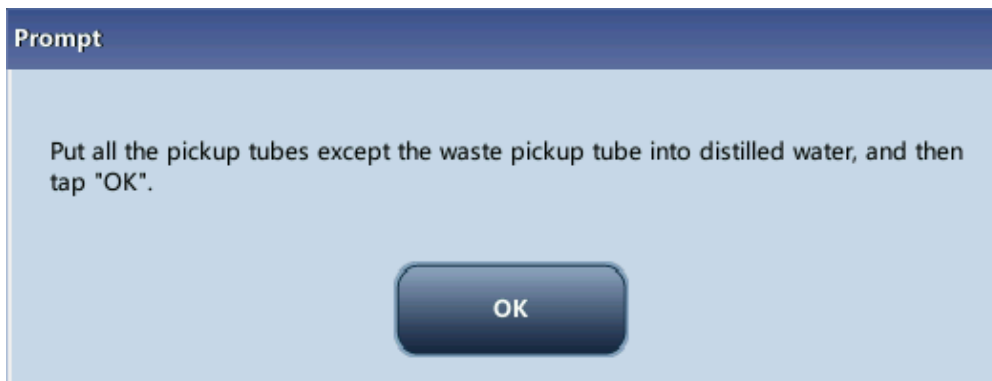 Prompt
Put all the pickup tubes except the waste pickup tube into distilled water, and then
tap "OK".
OK